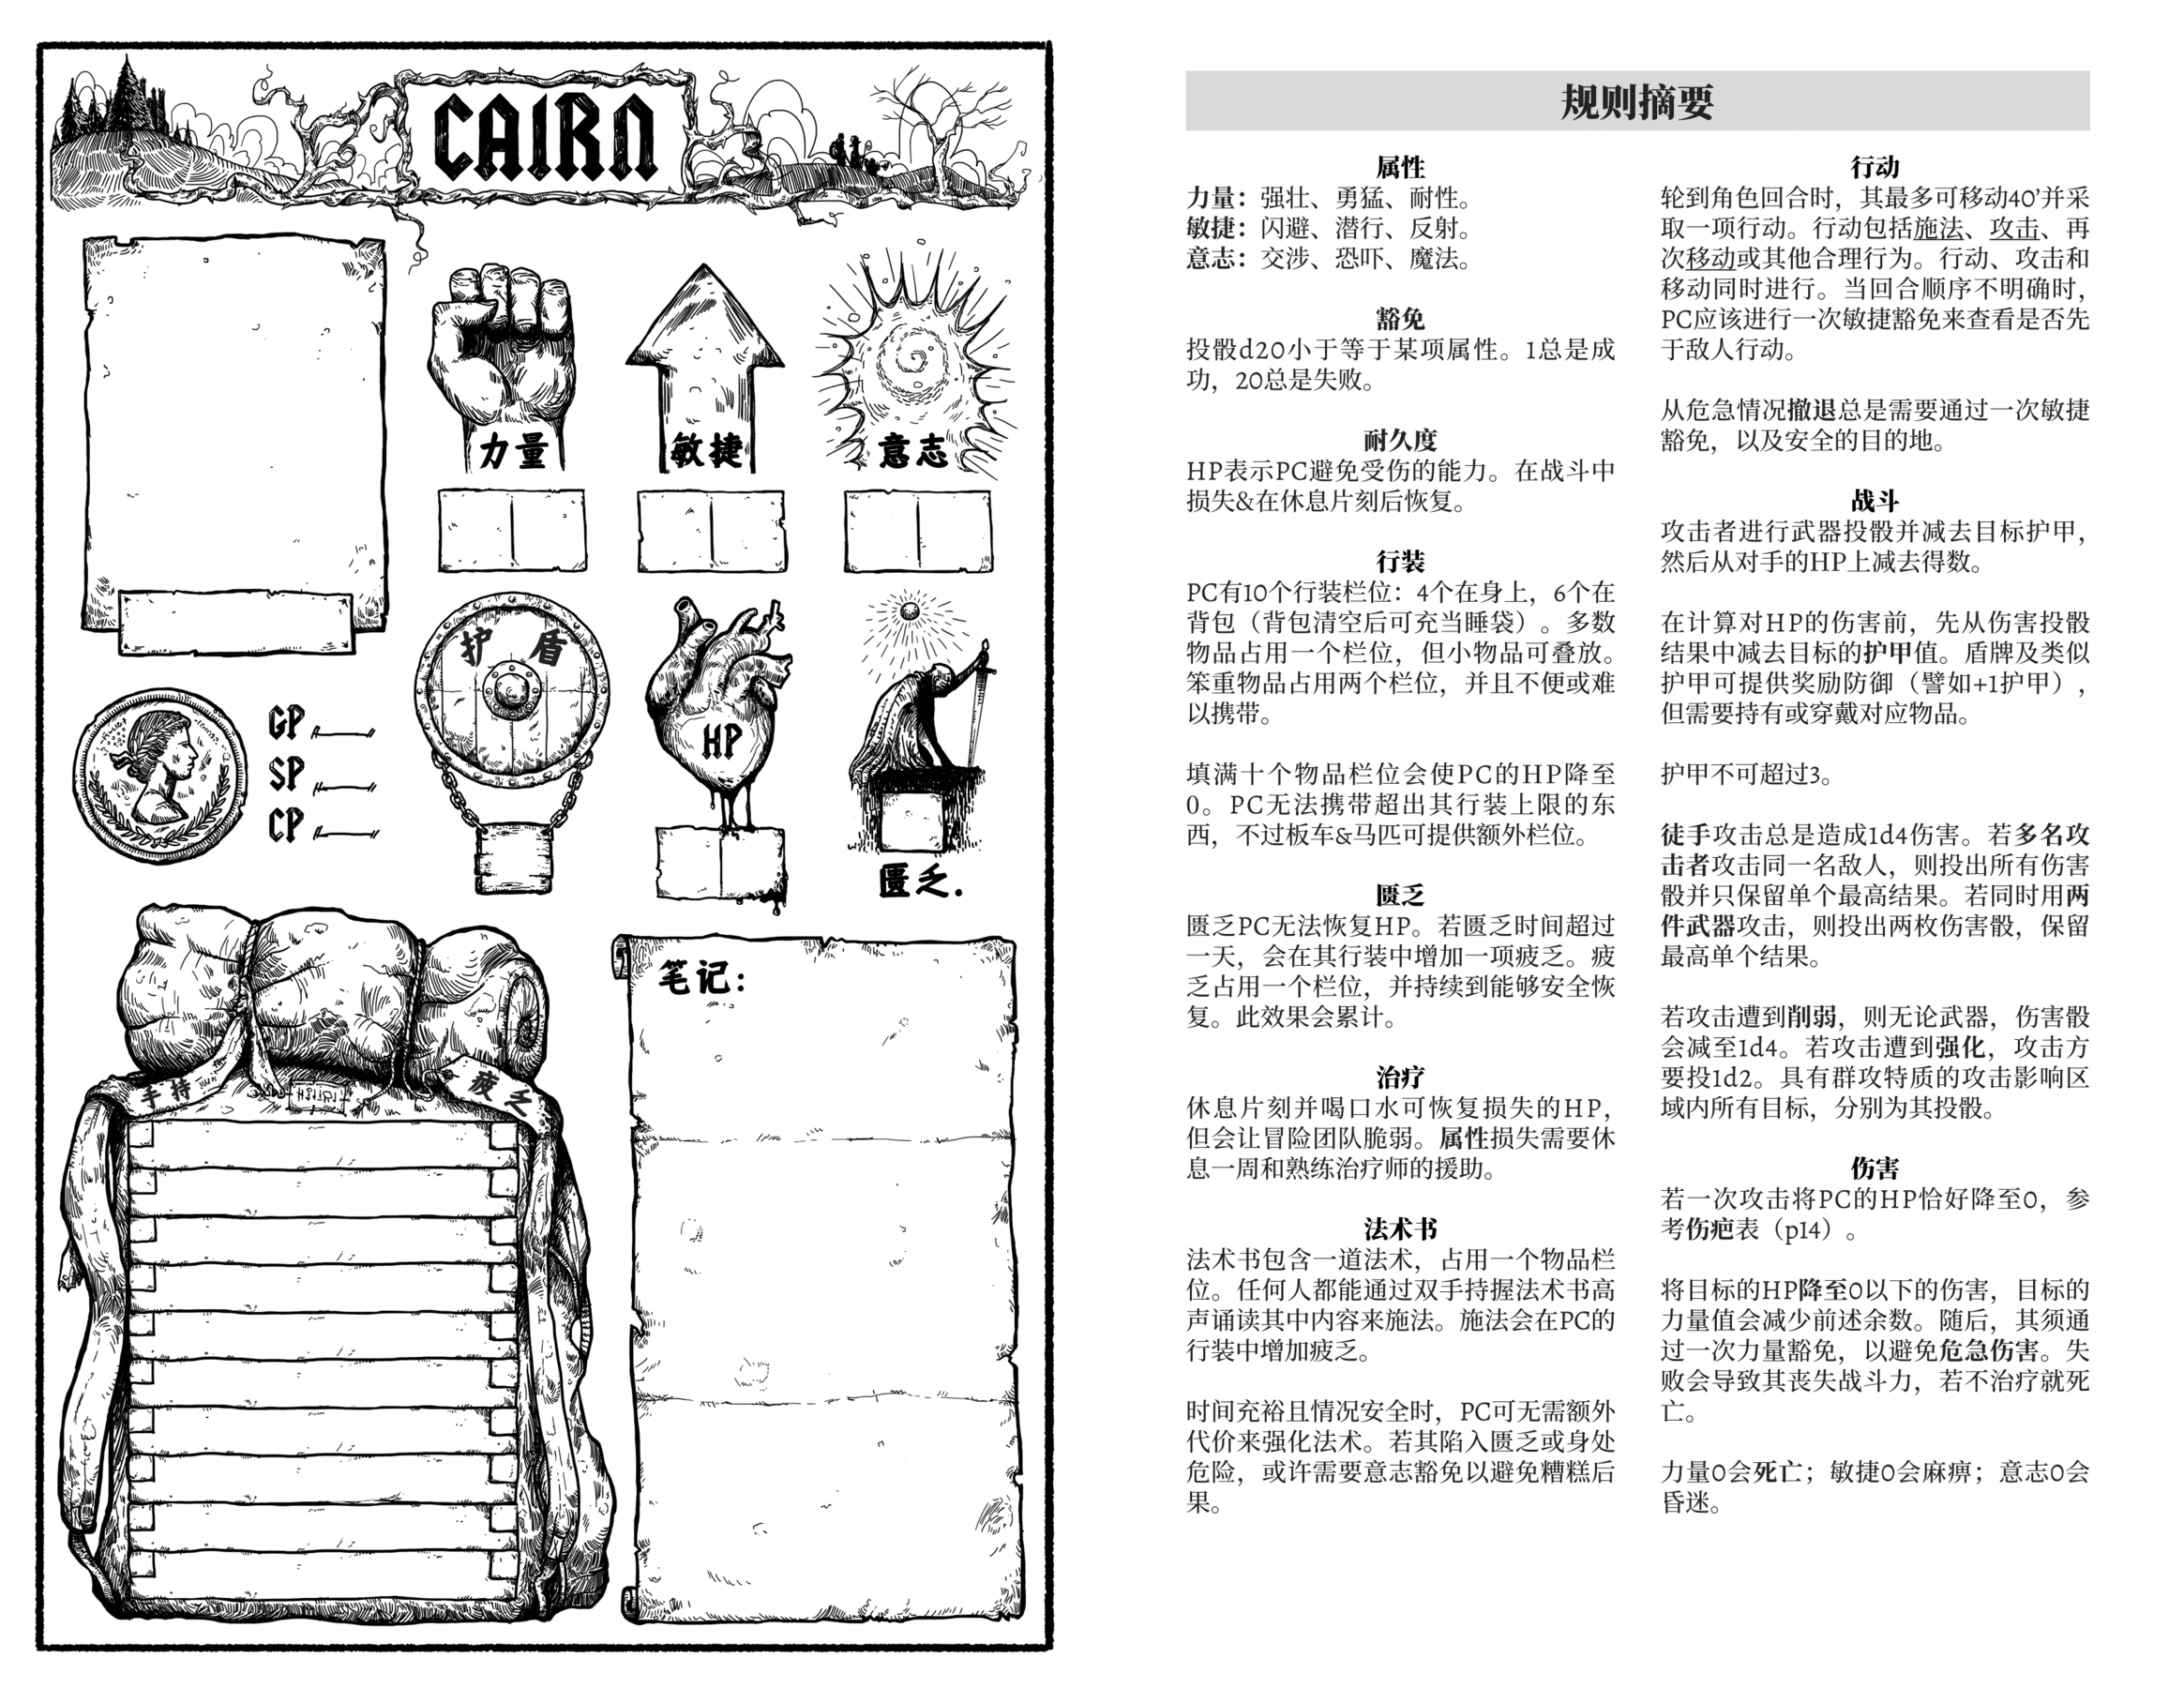 CAIRN
力量
敏捷
意志
护盾
GP
SP
CP
HP
匮乏.
手持
疲乏
笔记:
规则摘要
属性
力量：强壮、勇猛、耐性。
敏捷：闪避、潜行、反射。
意志：交涉、恐吓、魔法。
豁免
投骰d20小于等于某项属性。1总是成
功，20总是失败。
耐久度
HP表示PC避免受伤的能力。在战斗中
损失&在休息片刻后恢复。
行装
PC有10个行装栏位：4个在身上，6个在
背包（背包清空后可充当睡袋）。多数
物品占用一个栏位，但小物品可叠放。
笨重物品占用两个栏位，并且不便或难
以携带。
填满十个物品栏位会使PC的HP降至
0。PC无法携带超出其行装上限的东
西，不过板车&马匹可提供额外栏位。
匮乏
匮乏PC无法恢复HP。若匮乏时间超过
一天，会在其行装中增加一项疲乏。疲
乏占用一个栏位，并持续到能够安全恢
复。此效果会累计。
治疗
休息片刻并喝口水可恢复损失的HP，
但会让冒险团队脆弱。属性损失需要休
息一周和熟练治疗师的援助。
法术书
法术书包含一道法术，占用一个物品栏
位。任何人都能通过双手持握法术书高
声诵读其中内容来施法。施法会在PC的
行装中增加疲乏。
时间充裕且情况安全时，PC可无需额外
代价来强化法术。若其陷入匮乏或身处
危险，或许需要意志豁免以避免糟糕后
果。
行动
轮到角色回合时，其最多可移动40’并采
取一项行动。行动包括施法、攻击、再
次移动或其他合理行为。行动、攻击和
移动同时进行。当回合顺序不明确时，
PC应该进行一次敏捷豁免来查看是否先
于敌人行动。
从危急情况撤退总是需要通过一次敏捷
豁免，以及安全的目的地。
战斗
攻击者进行武器投骰并减去目标护甲，
然后从对手的HP上减去得数。
在计算对HP的伤害前，先从伤害投骰
结果中减去目标的护甲值。盾牌及类似
护甲可提供奖励防御（譬如+1护甲），
但需要持有或穿戴对应物品。
护甲不可超过3。
徒手攻击总是造成1d4伤害。若多名攻
击者攻击同一名敌人，则投出所有伤害
骰并只保留单个最高结果。若同时用两
件武器攻击，则投出两枚伤害骰，保留
最高单个结果。
若攻击遭到削弱，则无论武器，伤害骰
会减至1d4。若攻击遭到强化，攻击方
要投1d2。具有群攻特质的攻击影响区
域内所有目标，分别为其投骰。
伤害
若一次攻击将PC的HP恰好降至0，参
考伤疤表（p14）。
将目标的HP降至0以下的伤害，目标的
力量值会减少前述余数。随后，其须通
过一次力量豁免，以避免危急伤害。失
败会导致其丧失战斗力，若不治疗就死
亡。
力量0会死亡；敏捷0会麻痹；意志0会
昏迷。